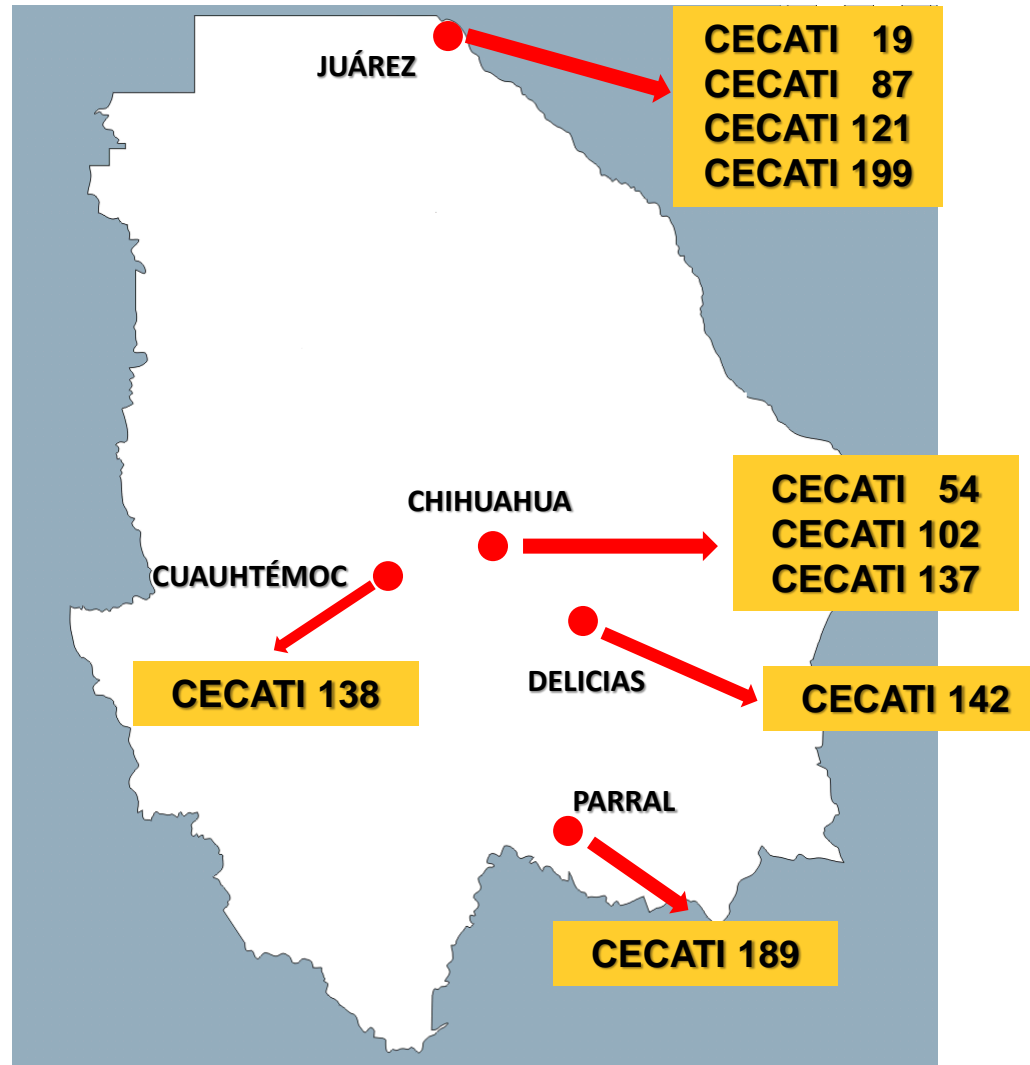 JUÁREZ
CECATI 19
CECATI 87
CECATI 121
CECATI 199
CHIHUAHUA
CECATI 54
CECATI 102
CECATI 137
CUAUHTÉMOC
CECATI 138
DELICIAS
CECATI 142
PARRAL
CECATI 189